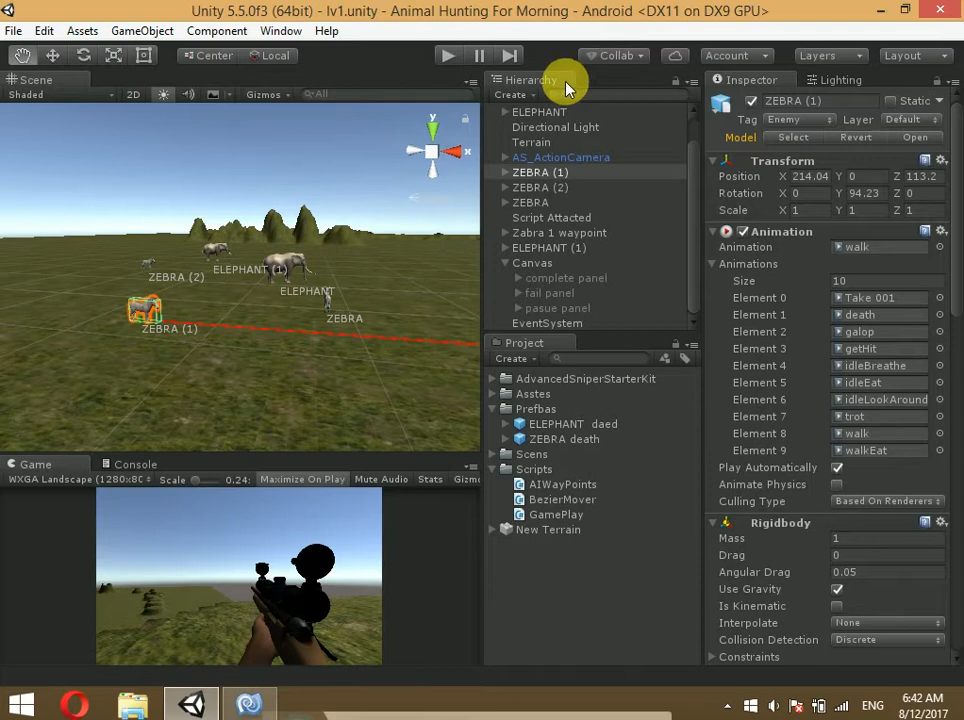 Unity 5.5.0f3 (64bit) - lv1.unity - Animal Hunting For Morning - Android <DX11 on DX9 GPU>
File Edit Assets GameObject Component Window Help
Center Local Collab Account Layers Layout
Scene
Shaded 2D Gizmos All
y
x
ZEBRA (2)
ELEPHANT (1)
ELEPHANT
ZEBRA
ZEBRA (1)
Game Console
WXGA Landscape (1280x80 Scale 0.24: Maximize On Play Mute Audio Stats Gizmo
Hierarchy
Create
ELEPHANT
Directional Light
Terrain
AS_ActionCamera
ZEBRA (1)
ZEBRA (2)
ZEBRA
Script Attacted
Zabra 1 waypoint
ELEPHANT (1)
Canvas
complete panel
fail panel
pasue panel
EventSystem
Project
Create
AdvancedSniperStarterKit
Asstes
Prefbas
ELEPHANT daed
ZEBRA death
Scens
Scripts
AIWayPoints
BezierMover
GamePlay
New Terrain
Inspector Lighting
ZEBRA (1) Static
Tag Enemy Layer Default
Model Select Revert Open
Transform
Position X 214.04 Y 0 Z 113.2
Rotation X 0 Y 94.23 Z 0
Scale X 1 Y 1 Z 1
Animation
Animation walk
Animations
Size 10
Element 0 Take 001
Element 1 death
Element 2 galop
Element 3 getHit
Element 4 idleBreathe
Element 5 idleEat
Element 6 idleLookAround
Element 7 trot
Element 8 walk
Element 9 walkEat
Play Automatically
Animate Physics
Culling Type Based On Renderers
Rigidbody
Mass 1
Drag 0
Angular Drag 0.05
Use Gravity
Is Kinematic
Interpolate None
Collision Detection Discrete
Constraints
ENG
6:42 AM
8/12/2017